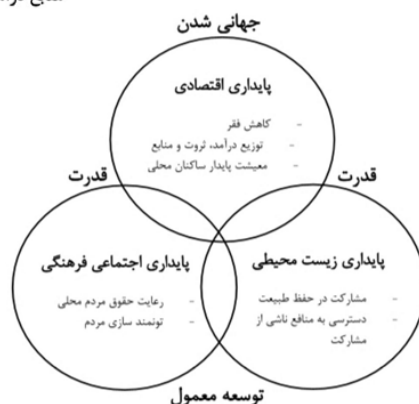 جهانی شدن
پایداری اقتصادی
- کاهش فقر
- توزیع درآمد، ثروت و منابع
- معیشت پایدار ساکنان محلی
قدرت
قدرت
پایداری زیست محیطی
- مشارکت در حفظ طبیعت
- دسترسی به منافع ناشی از
مشارکت
پایداری اجتماعی فرهنگی
- رعایت حقوق مردم محلی
- تونمند سازی مردم
توسعه معمول